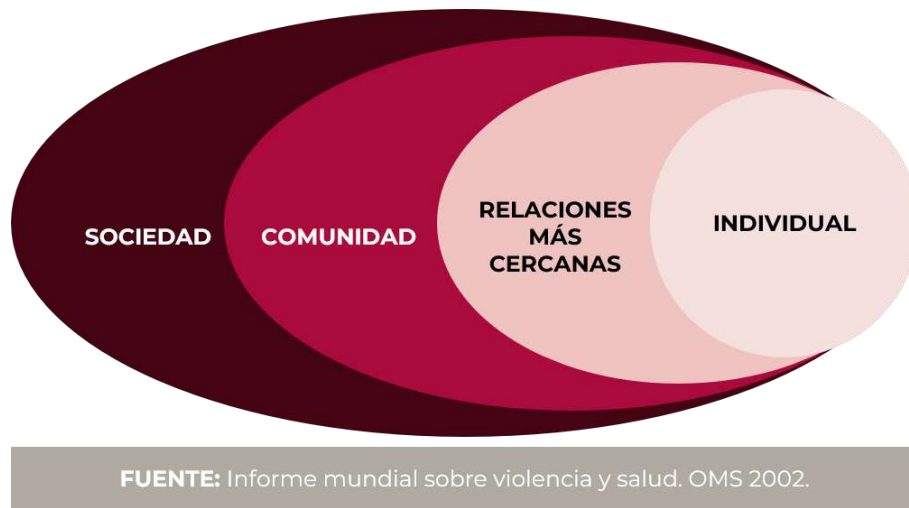 SOCIEDAD
COMUNIDAD
RELACIONES
MÁS
CERCANAS
INDIVIDUAL
FUENTE: Informe mundial sobre violencia y salud. OMS 2002.